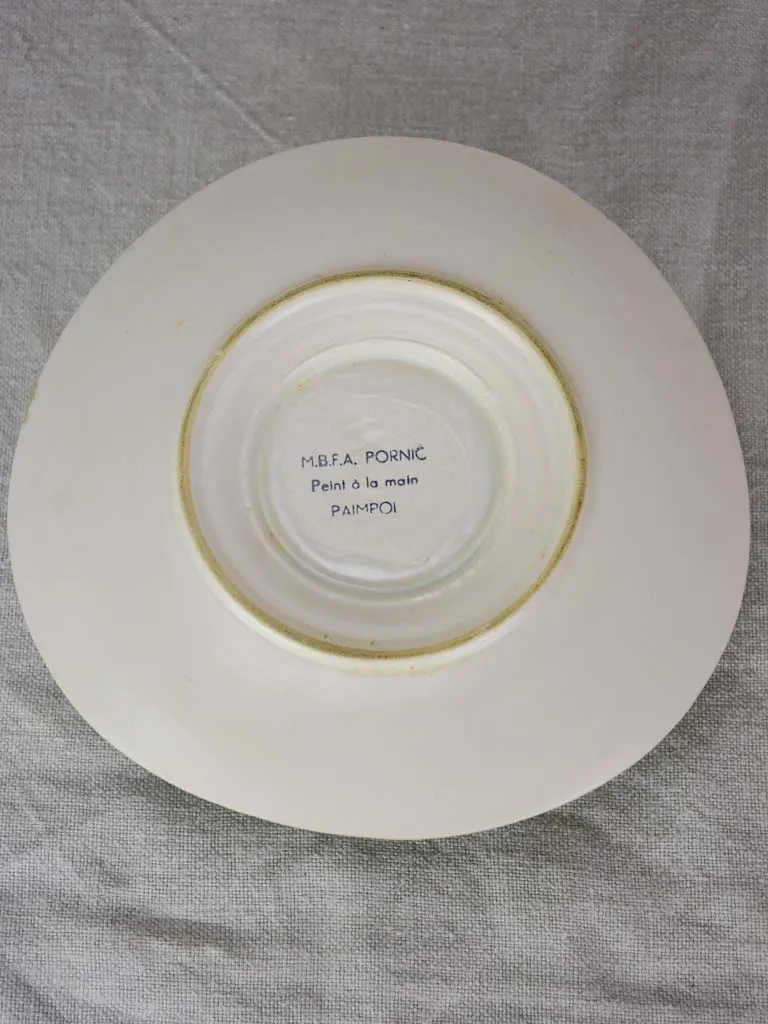 M.B.F.A. PORNIC
Peint à la main
PAIMPOL